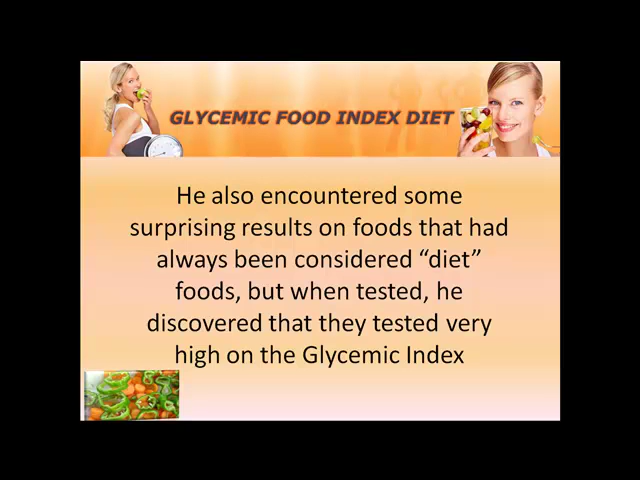 GLYCEMIC FOOD INDEX DIET
He also encountered some
surprising results on foods that had
always been considered “diet”
foods, but when tested, he
discovered that they tested very
high on the Glycemic Index